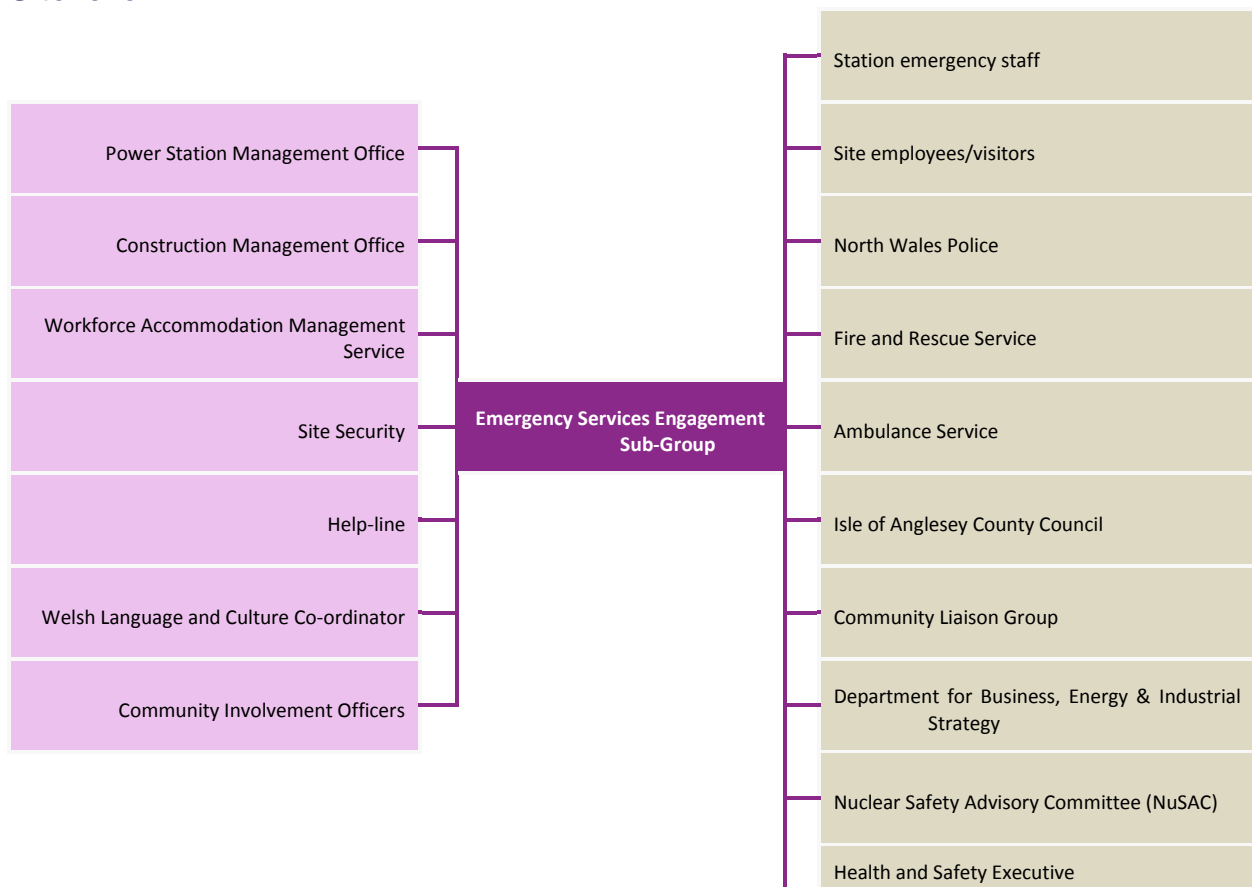 Power Station Management Office
Construction Management Office
Workforce Accommodation Management
Service
Site Security
Help-line
Welsh Language and Culture Co-ordinator
Community Involvement Officers
Emergency Services Engagement
Sub-Group
Station emergency staff
Site employees/visitors
North Wales Police
Fire and Rescue Service
Ambulance Service
Isle of Anglesey County Council
Community Liaison Group
Department for Business, Energy & Industrial
Strategy
Nuclear Safety Advisory Committee (NuSAC)
Health and Safety Executive